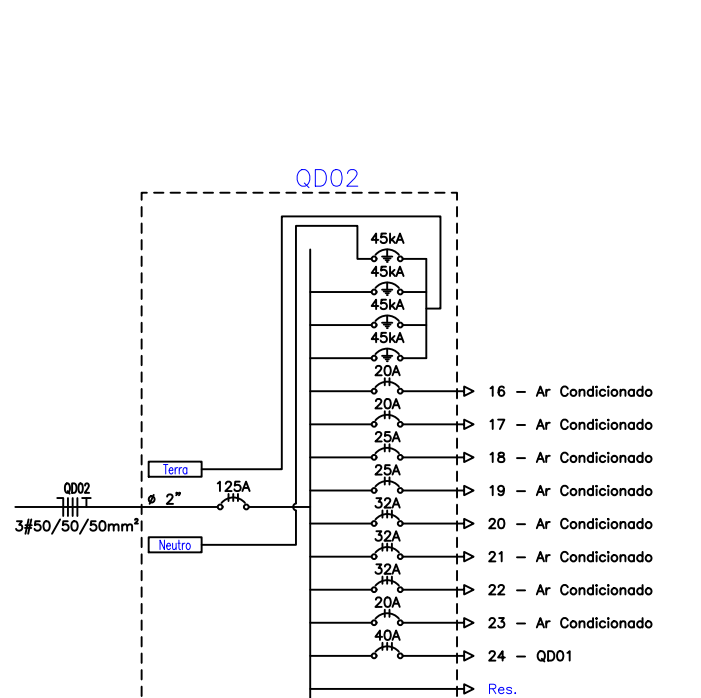 QD02
45kA
45kA
45kA
45kA
20A
16 - Ar Condicionado
20A
17 - Ar Condicionado
25A
18 - Ar Condicionado
Terra
25A
QD02
125A
19 - Ar Condicionado
ø 2"
32A
3#50/50/50mm²
20 - Ar Condicionado
Neutro
32A
21 - Ar Condicionado
32A
22 - Ar Condicionado
20A
23 - Ar Condicionado
40A
24 - QD01
Res.